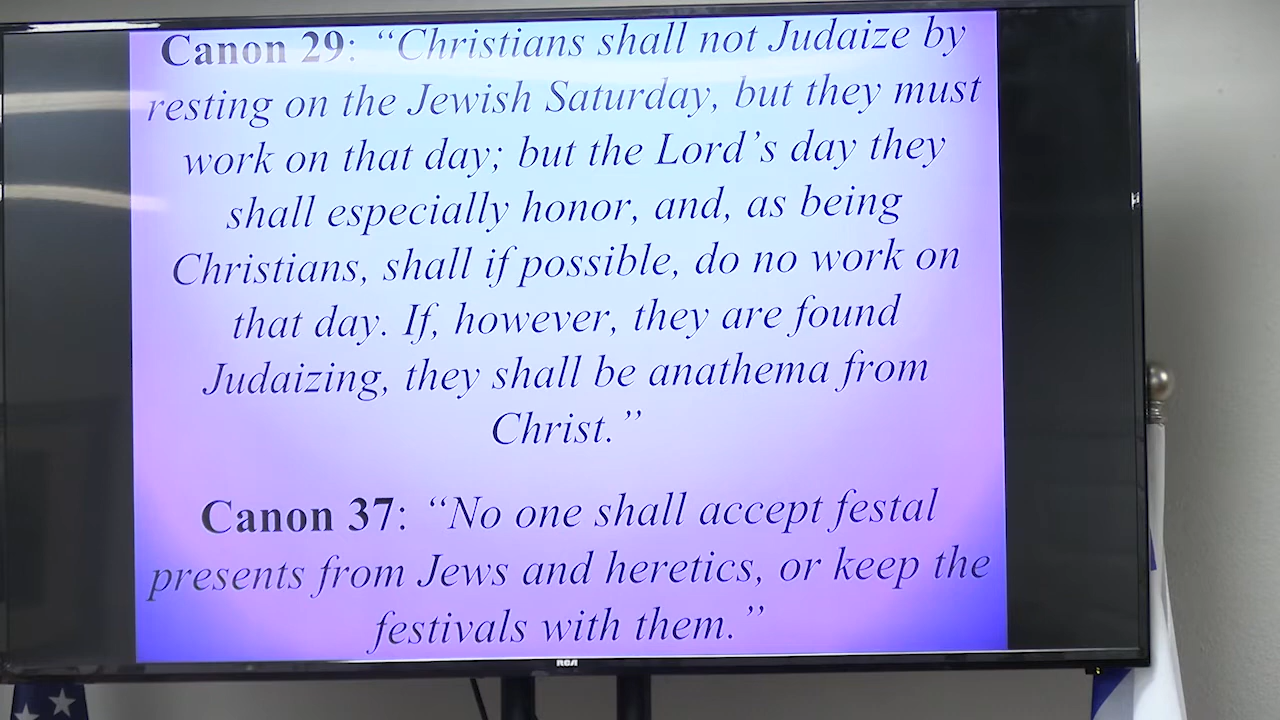 Canon 29: “Christians shall not Judaize by
resting on the Jewish Saturday, but they must
work on that day; but the Lord’s day they
shall especially honor, and, as being
Christians, shall if possible, do no work on
that day. If, however, they are found
Judaizing, they shall be anathema from
Christ.”
Canon 37: “No one shall accept festal
presents from Jews and heretics, or keep the
festivals with them.”
RCA